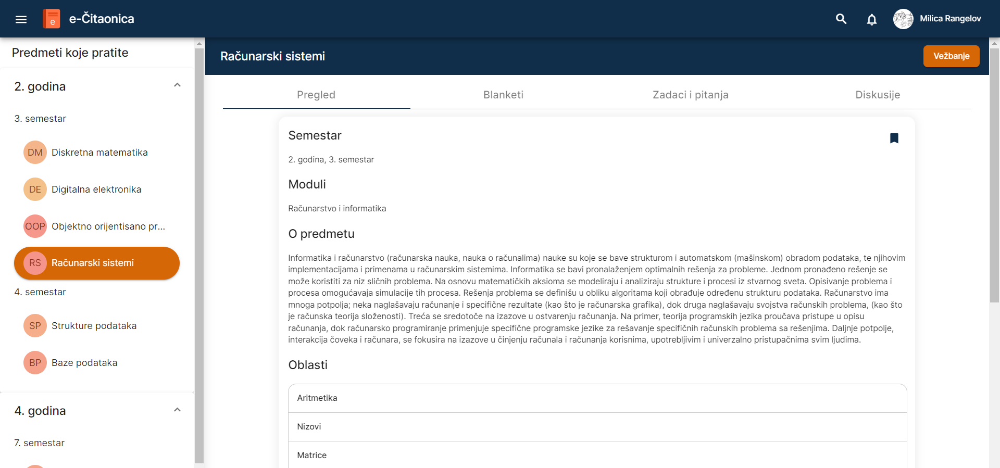 e
e-Čitaonica
Milica Rangelov
Predmeti koje pratite
2. godina
3. semestar
DM Diskretna matematika
DE Digitalna elektronika
OOP Objektno orijentisano pr...
RS Računarski sistemi
4. semestar
SP Strukture podataka
BP Baze podataka
4. godina
7. semestar
Računarski sistemi
Vežbanje
Pregled Blanketi Zadaci i pitanja Diskusije
Semestar
2. godina, 3. semestar
Moduli
Računarstvo i informatika
O predmetu
Informatika i računarstvo (računarska nauka, nauka o računalima) nauke su koje se bave strukturom i automatskom (mašinskom) obradom podataka, te njihovim
implementacijama i primenama u računarskim sistemima. Informatika se bavi pronalaženjem optimalnih rešenja za probleme. Jednom pronađeno rešenje se
može koristiti za niz sličnih problema. Na osnovu matematičkih aksioma se modeliraju i analiziraju strukture i procesi iz stvarnog sveta. Opisivanje problema i
procesa omogućavaja simulacije tih procesa. Rešenja problema se definišu u obliku algoritama koji obrađuje određenu strukturu podataka. Računarstvo ima
mnoga potpolja; neka naglašavaju računanje i specifične rezultate (kao što je računarska grafika), dok druga naglašavaju svojstva računskih problema, (kao što
je računska teorija složenosti). Treća se sredotoče na izazove u ostvarenju računanja. Na primer, teorija programskih jezika proučava pristupe u opisu
računanja, dok računarsko programiranje primenjuje specifične programske jezike za rešavanje specifičnih računskih problema sa rešenjima. Daljnje potpolje,
interakcija čoveka i računara, se fokusira na izazove u činjenju računala i računanja korisnima, upotrebljivim i univerzalno pristupačnima svim ljudima.
Oblasti
Aritmetika
Nizovi
Matrice